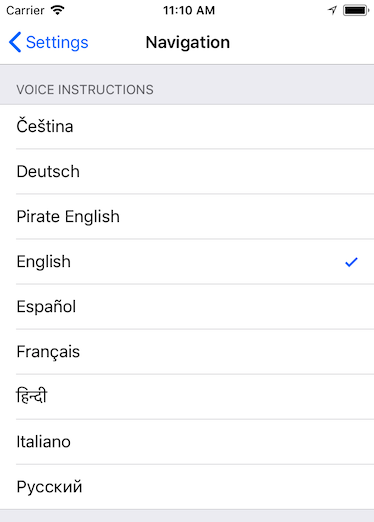 Carrier 11:10 AM
Settings Navigation
VOICE INSTRUCTIONS
Čeština
Deutsch
Pirate English
English
Español
Français
हिन्दी
Italiano
Русский